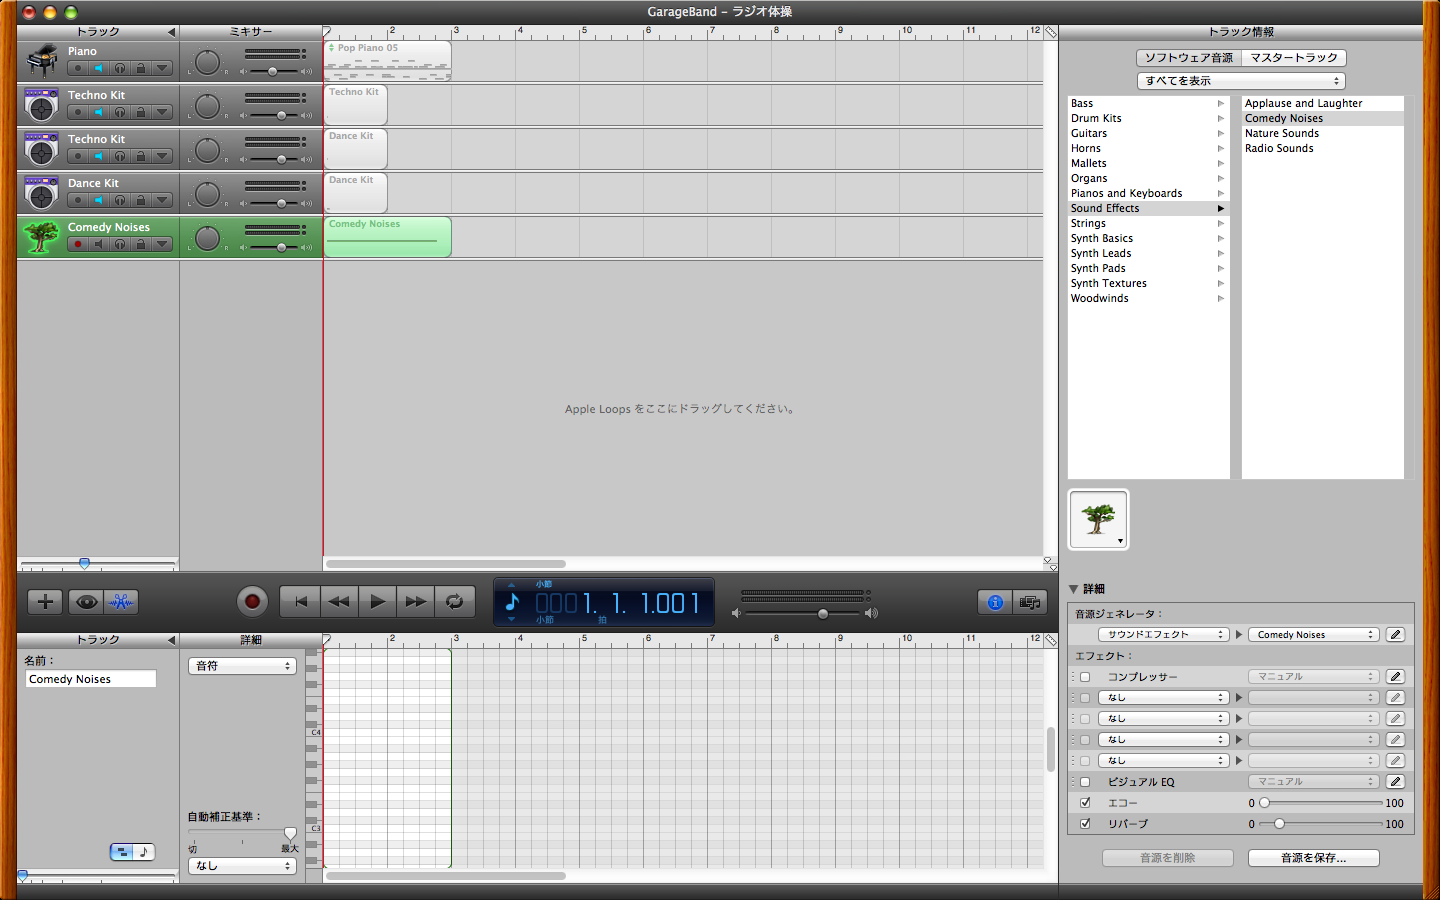 GarageBand – ラジオ体操
トラック
ミキサー
2 3 4 5 6 7 8 9 10 11 12
トラック情報
Piano
L R
Pop Piano 05
Techno Kit
L R
Techno Kit
Techno Kit
L R
Dance Kit
Dance Kit
L R
Dance Kit
Comedy Noises
L R
Comedy Noises
Apple Loops をここにドラッグしてください。
ソフトウェア音源 マスタートラック
すべてを表示
Bass
Drum Kits
Guitars
Horns
Mallets
Organs
Pianos and Keyboards
Sound Effects
Strings
Synth Basics
Synth Leads
Synth Pads
Synth Textures
Woodwinds
Applause and Laughter
Comedy Noises
Nature Sounds
Radio Sounds
小節
0001. 1. 1.001
小節 拍
トラック
詳細
2 3 4 5 6 7 8 9 10 11 12
名前：
Comedy Noises
音符
C4
C3
自動補正基準：
切 最大
なし
詳細
音源ジェネレータ：
サウンドエフェクト Comedy Noises
エフェクト：
コンプレッサー マニュアル
なし
なし
なし
なし
ビジュアル EQ マニュアル
エコー 0 100
リバーブ 0 100
音源を削除 音源を保存...